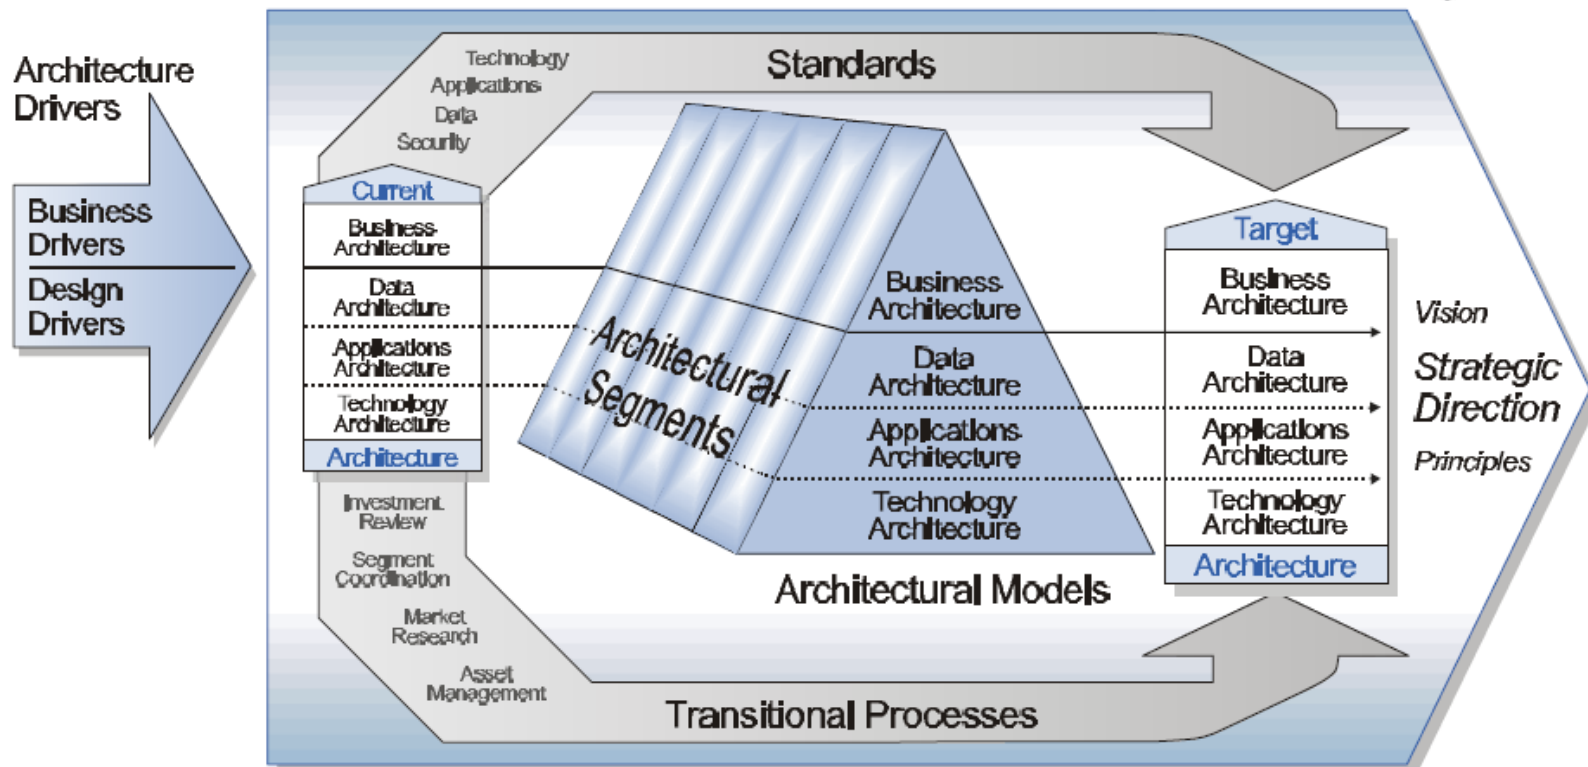 Architecture
Drivers
Business
Drivers
Design
Drivers
Technology
Applications
Data
Security
Standards
Current
Business
Architecture
Data
Architecture
Applications
Architecture
Technology
Architecture
Architecture
Investment
Review
Segment
Coordination
Market
Research
Asset
Management
Transitional Processes
Architectural
Segments
Business
Architecture
Data
Architecture
Applications
Architecture
Technology
Architecture
Architectural Models
Target
Business
Architecture
Data
Architecture
Applications
Architecture
Technology
Architecture
Architecture
Vision
Strategic
Direction
Principles